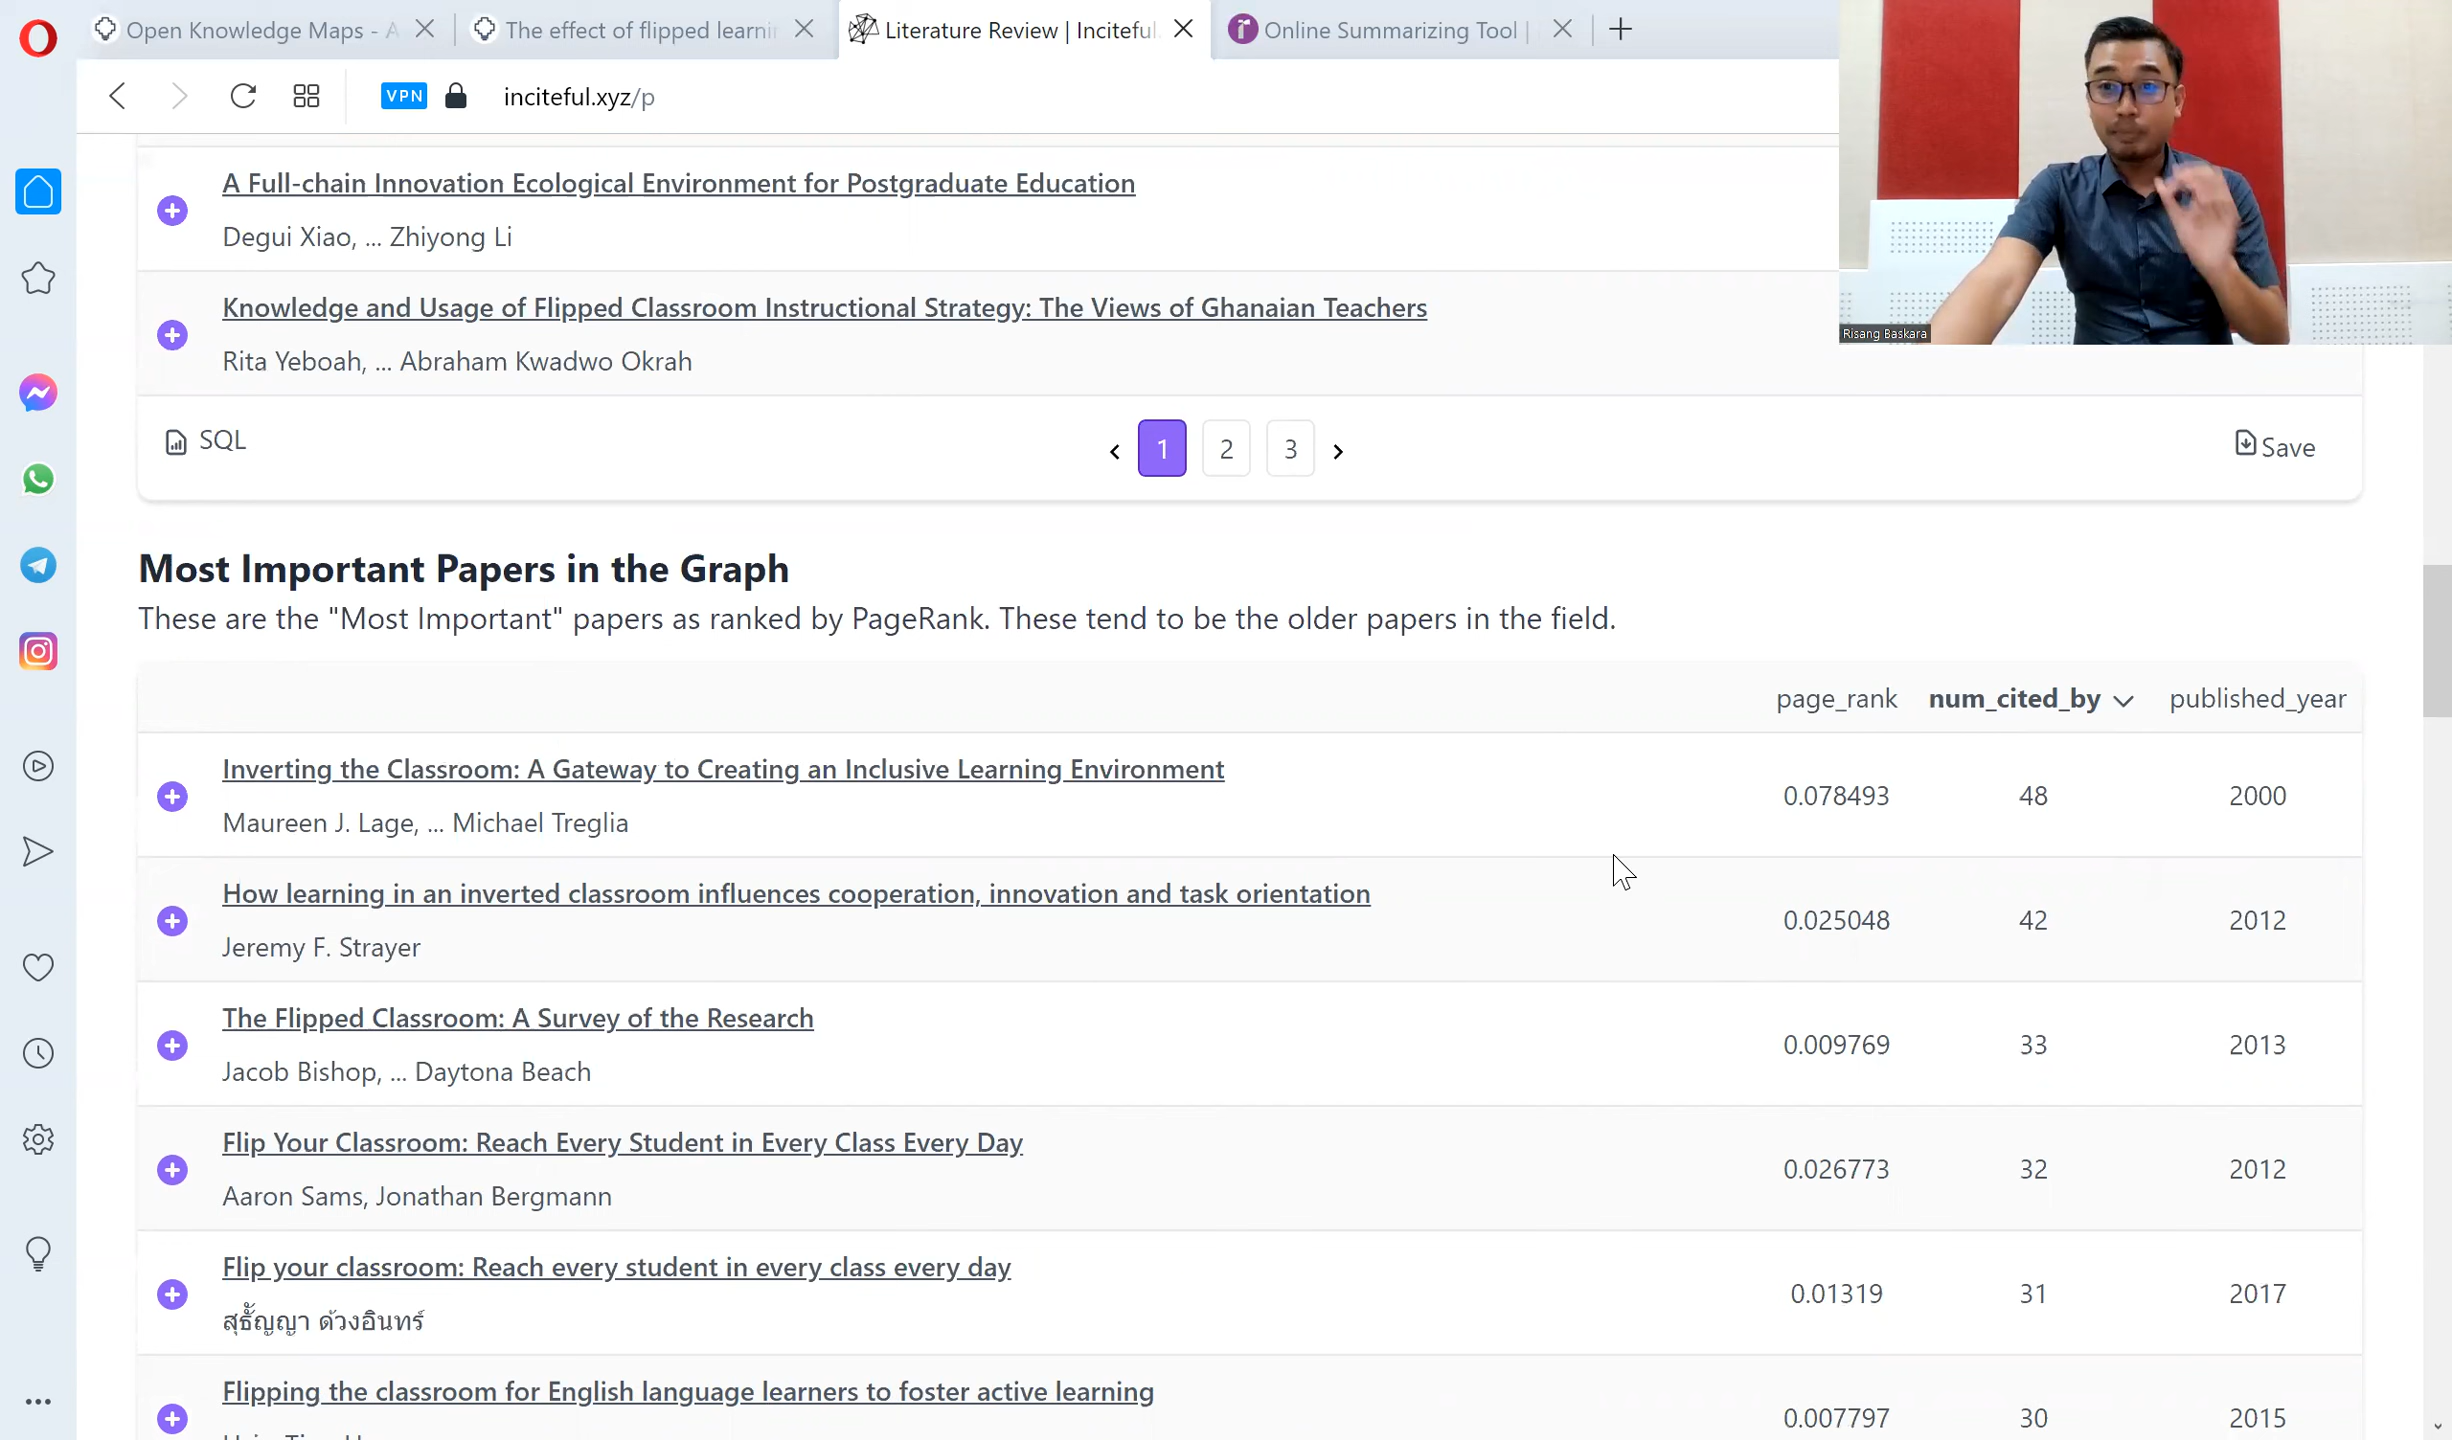 Open Knowledge Maps - A
The effect of flipped learnin
Literature Review | Inciteful.
Online Summarizing Tool |
VPN
inciteful.xyz/p
A Full-chain Innovation Ecological Environment for Postgraduate Education
Degui Xiao, ... Zhiyong Li
Risang Baskara
Knowledge and Usage of Flipped Classroom Instructional Strategy: The Views of Ghanaian Teachers
Rita Yeboah, ... Abraham Kwadwo Okrah
SQL
1 2 3
Save
Most Important Papers in the Graph
These are the "Most Important" papers as ranked by PageRank. These tend to be the older papers in the field.
page_rank num_cited_by published_year
Inverting the Classroom: A Gateway to Creating an Inclusive Learning Environment
Maureen J. Lage, ... Michael Treglia
0.078493 48 2000
How learning in an inverted classroom influences cooperation, innovation and task orientation
Jeremy F. Strayer
0.025048 42 2012
The Flipped Classroom: A Survey of the Research
Jacob Bishop, ... Daytona Beach
0.009769 33 2013
Flip Your Classroom: Reach Every Student in Every Class Every Day
Aaron Sams, Jonathan Bergmann
0.026773 32 2012
Flip your classroom: Reach every student in every class every day
สุธัญญา ด้วงอินทร์
0.01319 31 2017
Flipping the classroom for English language learners to foster active learning
0.007797 30 2015